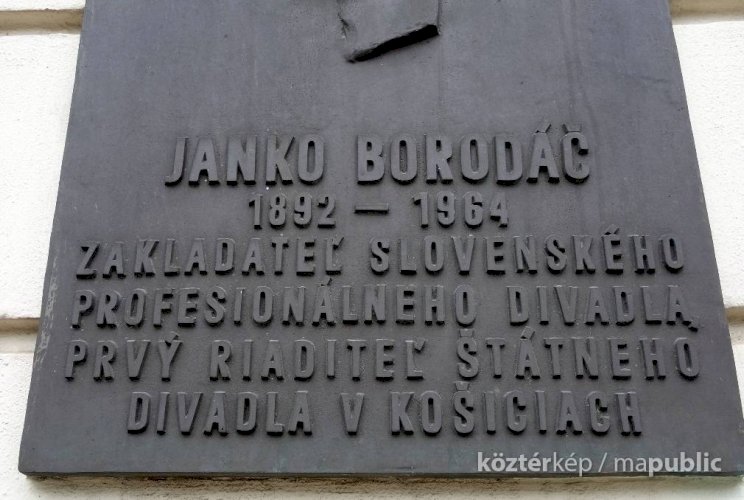 JANKO BORODÁČ
1892 — 1964
ZAKLADATEĽ SLOVENSKÉHO
PROFESIONÁLNEHO DIVADLA,
PRVÝ RIADITEĽ ŠTÁTNEHO
DIVADLA V KOŠICIACH
köztérkép / mapublic